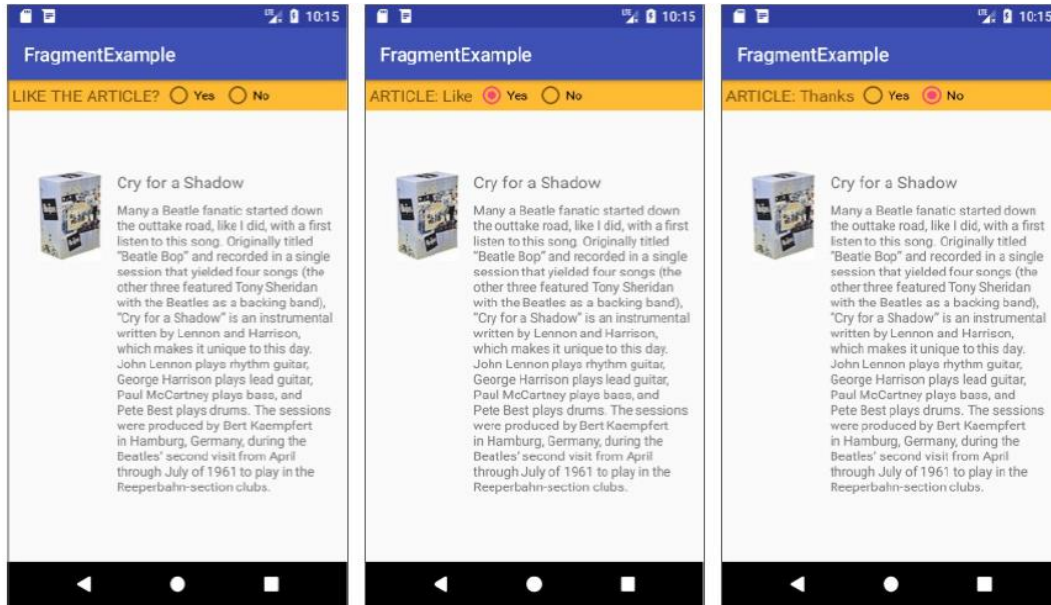 10:15
FragmentExample
LIKE THE ARTICLE? Yes No
Cry for a Shadow
Many a Beatle fanatic started down
the outtake road, like I did, with a first
listen to this song. Originally titled
"Beatle Bop" and recorded in a single
session that yielded four songs (the
other three featured Tony Sheridan
with the Beatles as a backing band),
"Cry for a Shadow" is an instrumental
written by Lennon and Harrison,
which makes it unique to this day.
John Lennon plays rhythm guitar,
George Harrison plays lead guitar,
Paul McCartney plays bass, and
Pete Best plays drums. The sessions
were produced by Bert Kaempfert
in Hamburg, Germany, during the
Beatles' second visit from April
through July of 1961 to play in the
Reeperbahn-section clubs.
10:15
FragmentExample
ARTICLE: Like Yes No
Cry for a Shadow
Many a Beatle fanatic started down
the outtake road, like I did, with a first
listen to this song. Originally titled
"Beatle Bop" and recorded in a single
session that yielded four songs (the
other three featured Tony Sheridan
with the Beatles as a backing band),
"Cry for a Shadow" is an instrumental
written by Lennon and Harrison,
which makes it unique to this day.
John Lennon plays rhythm guitar,
George Harrison plays lead guitar,
Paul McCartney plays bass, and
Pete Best plays drums. The sessions
were produced by Bert Kaempfert
in Hamburg, Germany, during the
Beatles' second visit from April
through July of 1961 to play in the
Reeperbahn-section clubs.
10:15
FragmentExample
ARTICLE: Thanks Yes No
Cry for a Shadow
Many a Beatle fanatic started down
the outtake road, like I did, with a first
listen to this song. Originally titled
"Beatle Bop" and recorded in a single
session that yielded four songs (the
other three featured Tony Sheridan
with the Beatles as a backing band),
"Cry for a Shadow" is an instrumental
written by Lennon and Harrison,
which makes it unique to this day.
John Lennon plays rhythm guitar,
George Harrison plays lead guitar,
Paul McCartney plays bass, and
Pete Best plays drums. The sessions
were produced by Bert Kaempfert
in Hamburg, Germany, during the
Beatles' second visit from April
through July of 1961 to play in the
Reeperbahn-section clubs.